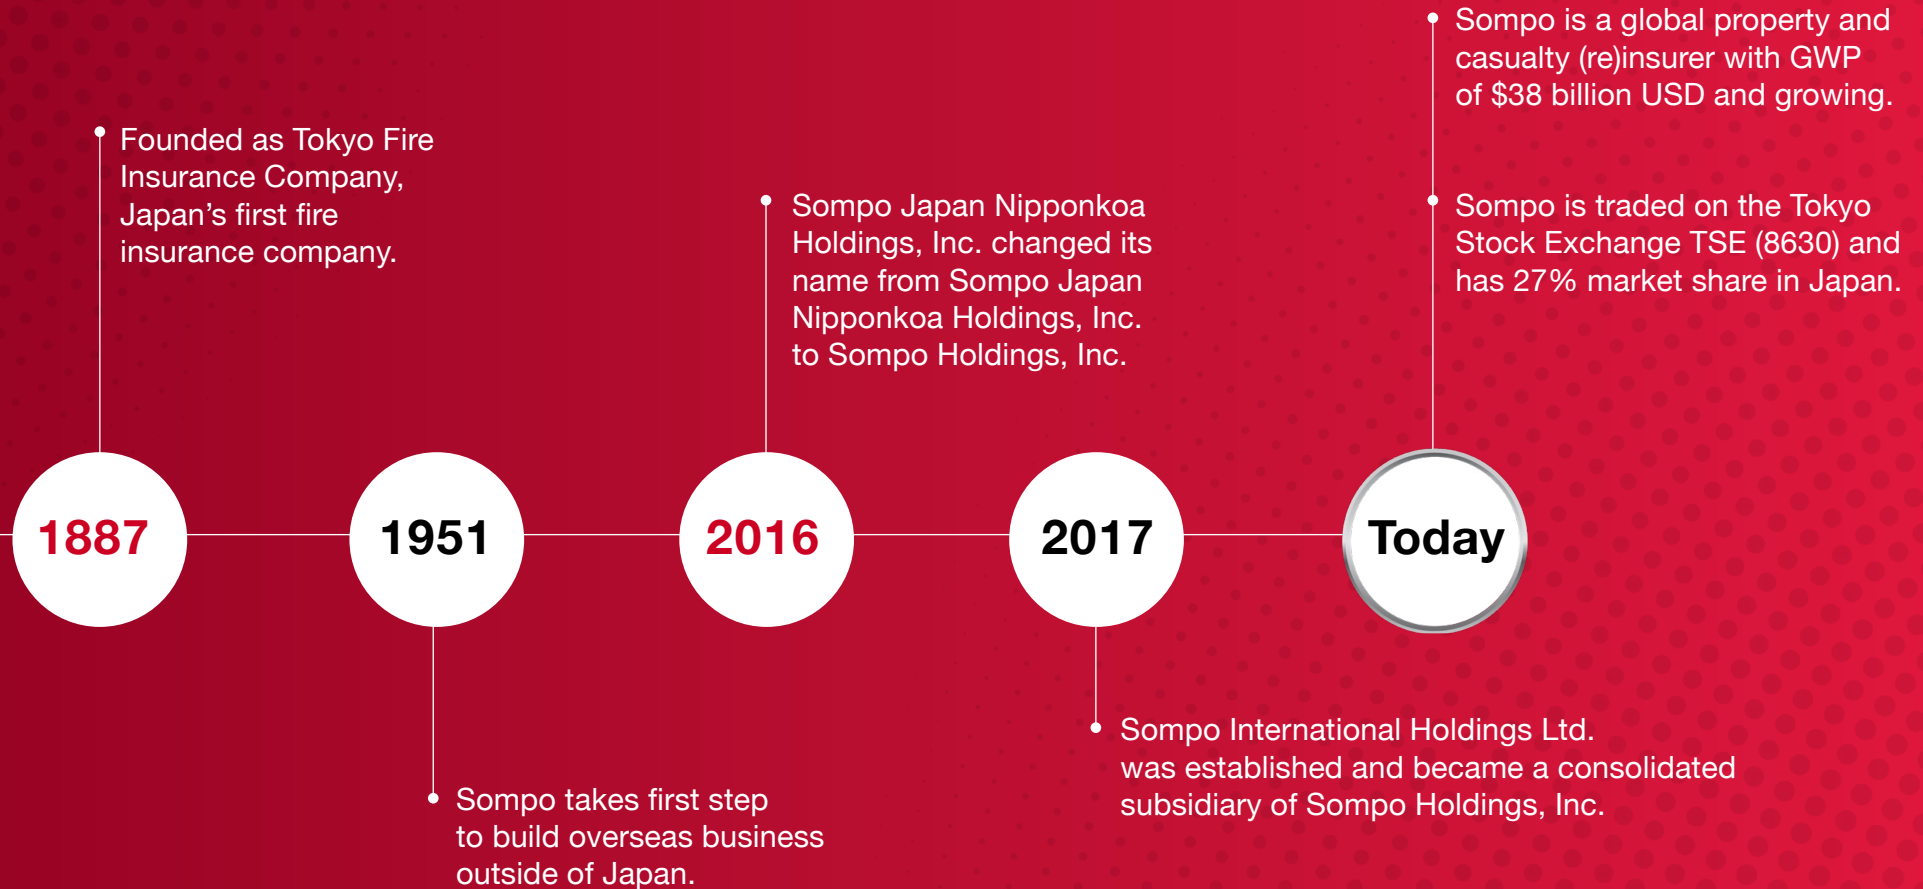 1887
Founded as Tokyo Fire
Insurance Company,
Japan’s first fire
insurance company.
1951
Sompo takes first step
to build overseas business
outside of Japan.
2016
Sompo Japan Nipponkoa
Holdings, Inc. changed its
name from Sompo Japan
Nipponkoa Holdings, Inc.
to Sompo Holdings, Inc.
2017
Sompo International Holdings Ltd.
was established and became a consolidated
subsidiary of Sompo Holdings, Inc.
Today
Sompo is a global property and
casualty (re)insurer with GWP
of $38 billion USD and growing.
Sompo is traded on the Tokyo
Stock Exchange TSE (8630) and
has 27% market share in Japan.